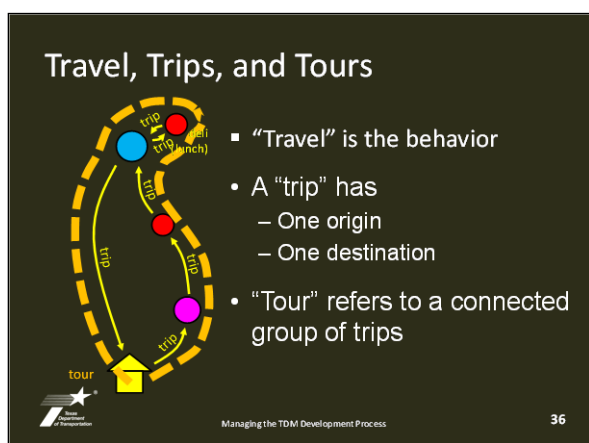 Travel, Trips, and Tours
trip
trip
deli
(lunch)
trip
trip
trip
trip
tour
▪ “Travel” is the behavior
• A “trip” has
– One origin
– One destination
• “Tour” refers to a connected
group of trips
Texas
Department
of Transportation
Managing the TDM Development Process
36